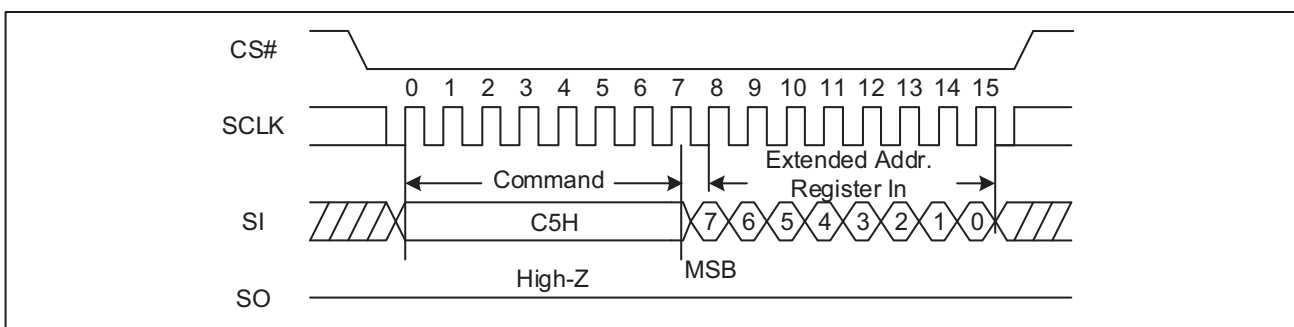 CS#
0 1 2 3 4 5 6 7 8 9 10 11 12 13 14 15
SCLK
Command
Extended Addr.
Register In
SI
C5H
7 6 5 4 3 2 1 0
High-Z
MSB
SO